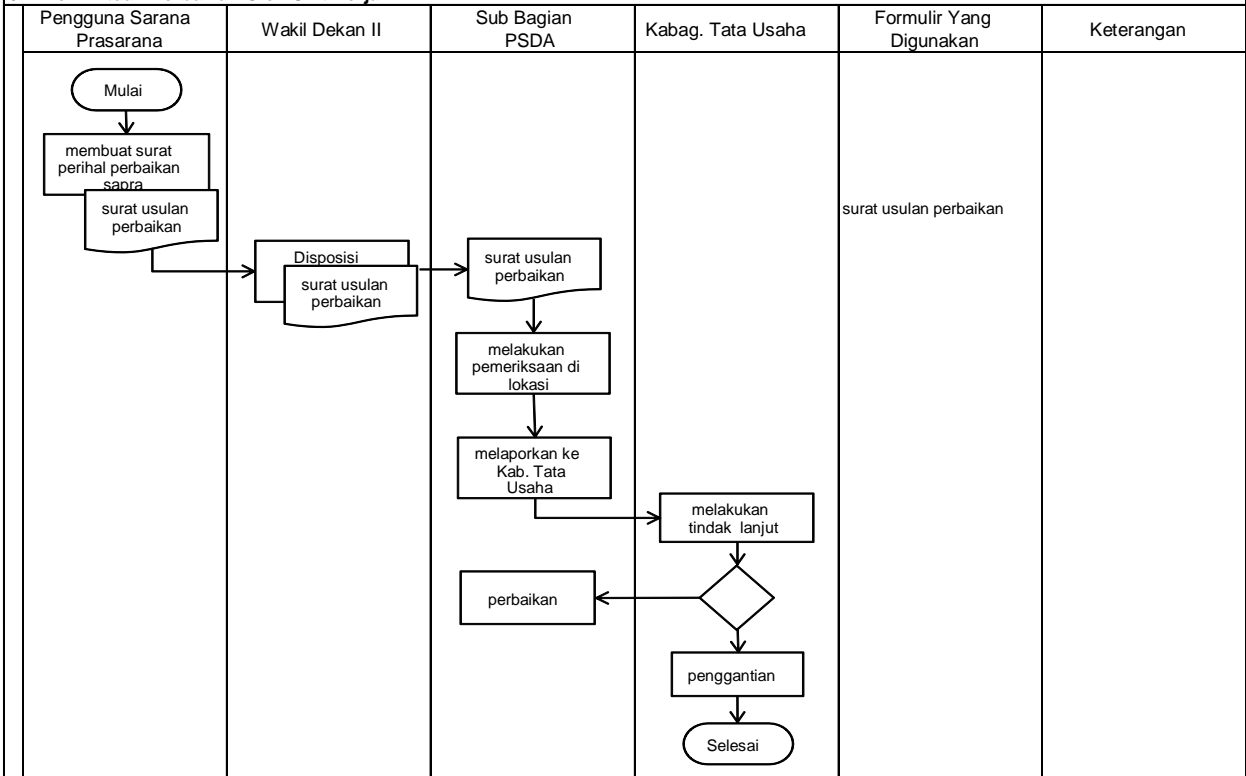 Pengguna Sarana
Prasarana
Wakil Dekan II
Sub Bagian
PSDA
Kabag. Tata Usaha
Formulir Yang
Digunakan
Keterangan
Mulai
membuat surat
perihal perbaikan
sapra
surat usulan
perbaikan
surat usulan perbaikan
Disposisi
surat usulan
perbaikan
surat usulan
perbaikan
melakukan
pemeriksaan di
lokasi
melaporkan ke
Kab. Tata
Usaha
melakukan
tindak lanjut
perbaikan
penggantian
Selesai